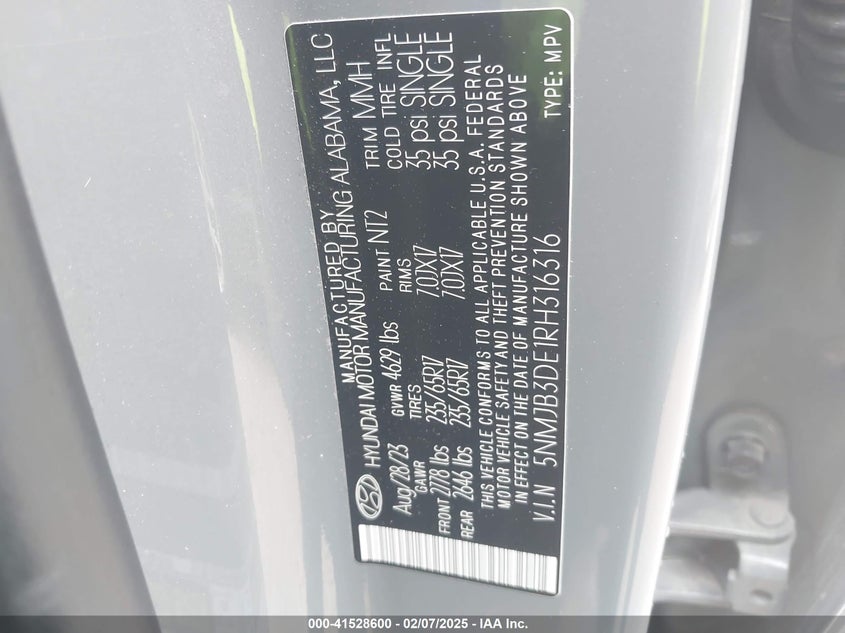 MANUFACTURED BY
HYUNDAI MOTOR MANUFACTURING ALABAMA, LLC
Aug/28/23 GVWR 4629 lbs PAINT NT2 TRIM MMH
GAWR TIRES RIMS COLD TIRE INFL
FRONT 2778 lbs 235/65R17 7.0JX17 35 psi SINGLE
REAR 2646 lbs 235/65R17 7.0JX17 35 psi SINGLE
THIS VEHICLE CONFORMS TO ALL APPLICABLE U.S.A. FEDERAL
MOTOR VEHICLE SAFETY AND THEFT PREVENTION STANDARDS
IN EFFECT ON THE DATE OF MANUFACTURE SHOWN ABOVE
V.I.N 5NMJB3DE1RH316316 TYPE: MPV
000-41528600 - 02/07/2025 - IAA Inc.